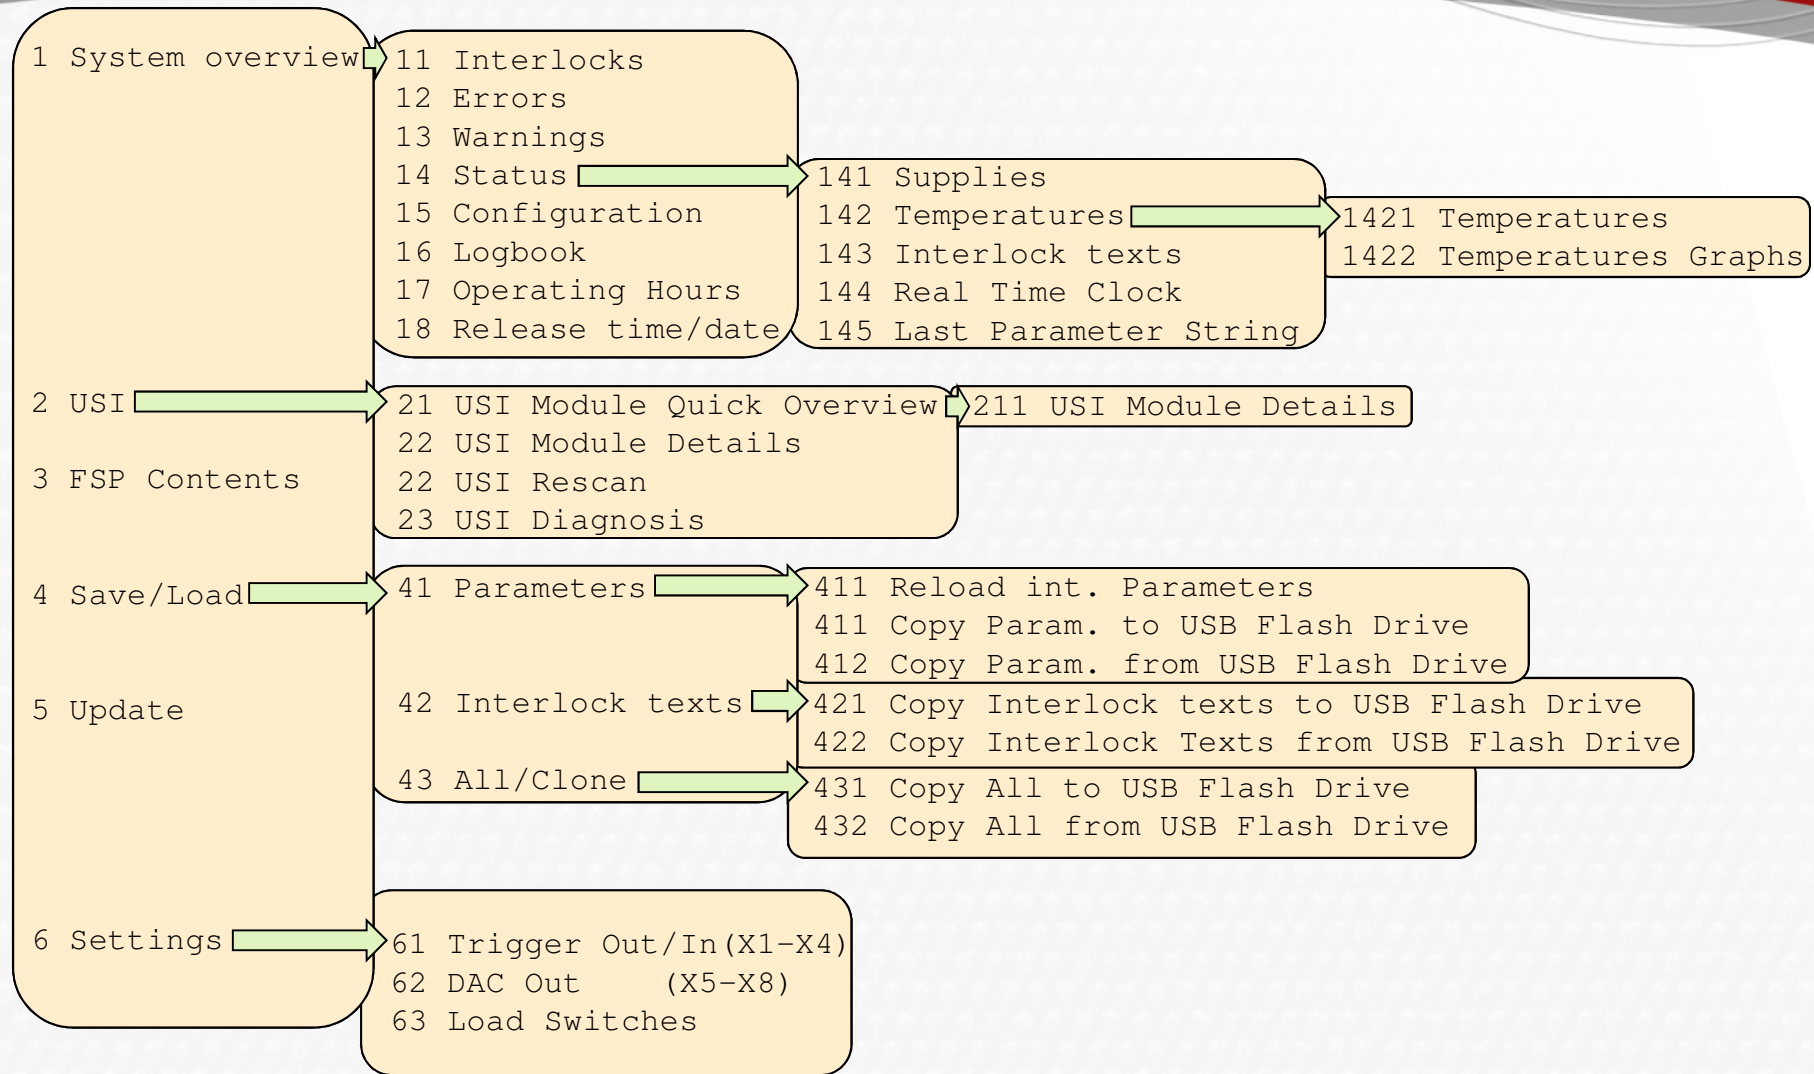 1 System overview
11 Interlocks
12 Errors
13 Warnings
14 Status
15 Configuration
16 Logbook
17 Operating Hours
18 Release time/date
141 Supplies
142 Temperatures
143 Interlock texts
144 Real Time Clock
145 Last Parameter String
1421 Temperatures
1422 Temperatures Graphs
2 USI
21 USI Module Quick Overview
22 USI Module Details
22 USI Rescan
23 USI Diagnosis
211 USI Module Details
3 FSP Contents
4 Save/Load
41 Parameters
411 Reload int. Parameters
411 Copy Param. to USB Flash Drive
412 Copy Param. from USB Flash Drive
42 Interlock texts
421 Copy Interlock texts to USB Flash Drive
422 Copy Interlock Texts from USB Flash Drive
43 All/Clone
431 Copy All to USB Flash Drive
432 Copy All from USB Flash Drive
5 Update
6 Settings
61 Trigger Out/In(X1-X4)
62 DAC Out (X5-X8)
63 Load Switches